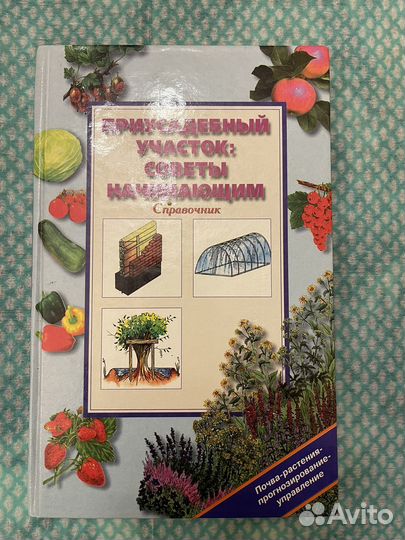 ПРИУСАДЕБНЫЙ
УЧАСТОК:
СОВЕТЫ
НАЧИНАЮЩИМ
Справочник
Почва-растения-
прогнозирование-
управление
Avito